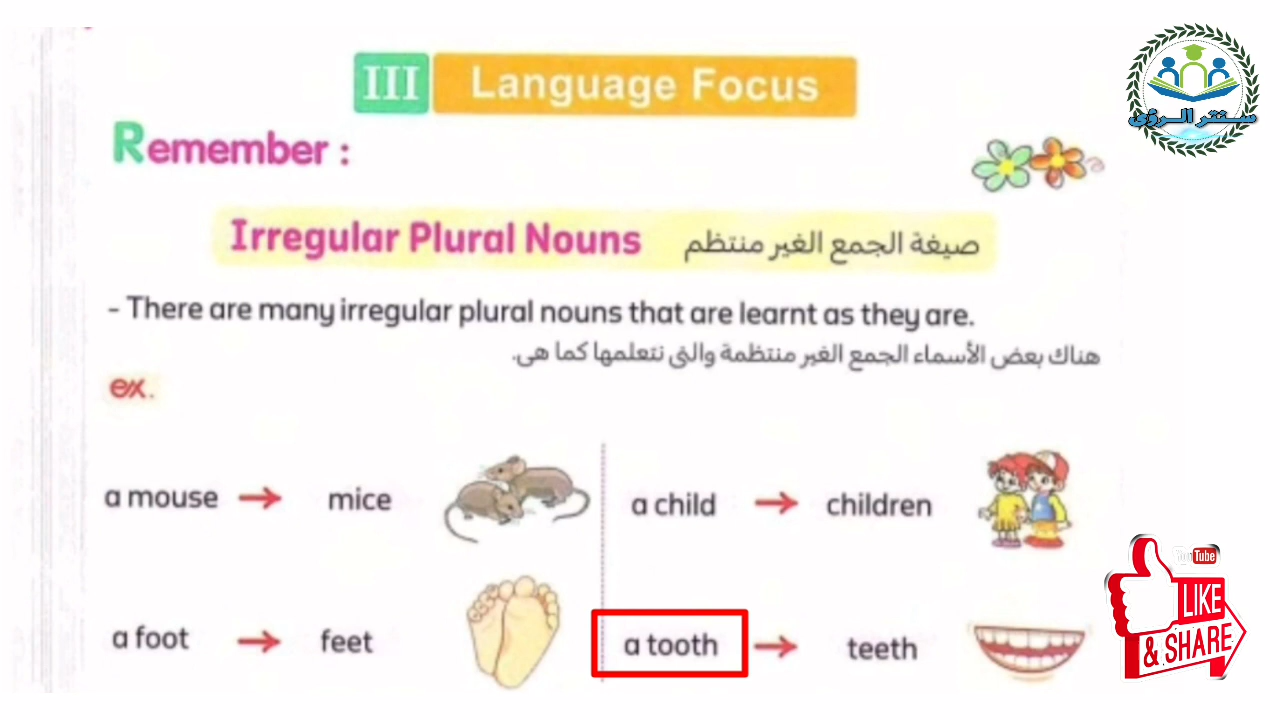 III Language Focus
سنتر الرؤى
Remember :
Irregular Plural Nouns صيغة الجمع الغير منتظم
- There are many irregular plural nouns that are learnt as they are.
هناك بعض الأسماء الجمع الغير منتظمة والتى نتعلمها كما هى.
ex.
a mouse → mice
a child → children
a foot → feet
a tooth → teeth
YouTube
LIKE
& SHARE